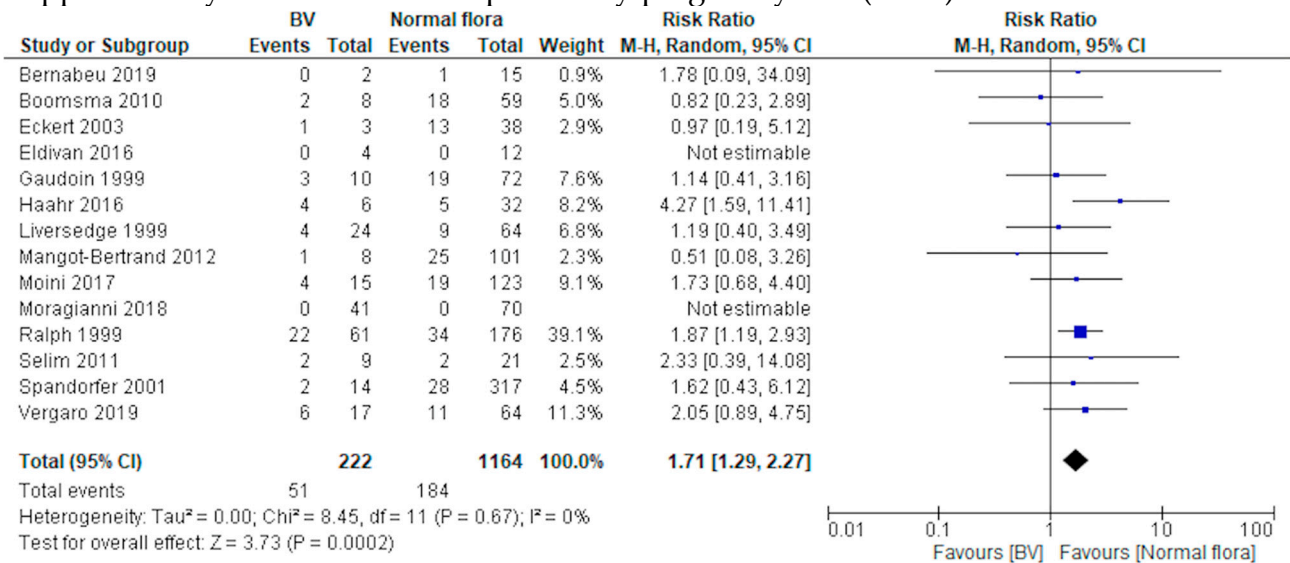 BV Normal flora Risk Ratio Risk Ratio
Study or Subgroup Events Total Events Total Weight M-H, Random, 95% CI M-H, Random, 95% CI
Bernabeu 2019 0 2 1 15 0.9% 1.78 [0.09, 34.09]
Boomsma 2010 2 8 18 59 5.0% 0.82 [0.23, 2.89]
Eckert 2003 1 3 13 38 2.9% 0.97 [0.19, 5.12]
Eldivan 2016 0 4 0 12 Not estimable
Gaudoin 1999 3 10 19 72 7.6% 1.14 [0.41, 3.16]
Haahr 2016 4 6 5 32 8.2% 4.27 [1.59, 11.41]
Liversedge 1999 4 24 9 64 6.8% 1.19 [0.40, 3.49]
Mangot-Bertrand 2012 1 8 25 101 2.3% 0.51 [0.08, 3.26]
Moini 2017 4 15 19 123 9.1% 1.73 [0.68, 4.40]
Moragianni 2018 0 41 0 70 Not estimable
Ralph 1999 22 61 34 176 39.1% 1.87 [1.19, 2.93]
Selim 2011 2 9 2 21 2.5% 2.33 [0.39, 14.08]
Spandorfer 2001 2 14 28 317 4.5% 1.62 [0.43, 6.12]
Vergaro 2019 6 17 11 64 11.3% 2.05 [0.89, 4.75]
Total (95% CI) 222 1164 100.0% 1.71 [1.29, 2.27]
Total events 51 184
Heterogeneity: Tau² = 0.00; Chi² = 8.45, df = 11 (P = 0.67); I² = 0%
Test for overall effect: Z = 3.73 (P = 0.0002)
0.01 0.1 1 10 100
Favours [BV] Favours [Normal flora]